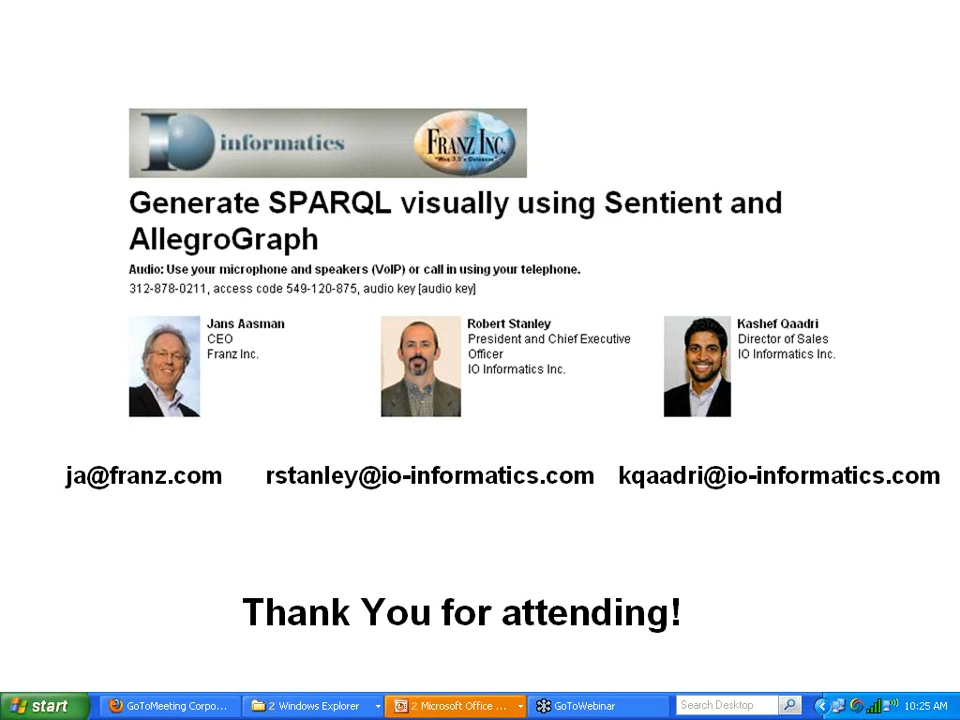 IO informatics
FRANZ INC.
"Web 3.0's Database"
Generate SPARQL visually using Sentient and
AllegroGraph
Audio: Use your microphone and speakers (VoIP) or call in using your telephone.
312-878-0211, access code 549-120-875, audio key [audio key]
Jans Aasman
CEO
Franz Inc.
Robert Stanley
President and Chief Executive
Officer
IO Informatics Inc.
Kashef Qaadri
Director of Sales
IO Informatics Inc.
ja@franz.com rstanley@io-informatics.com kqaadri@io-informatics.com
Thank You for attending!
start GoToMeeting Corpo... 2 Windows Explorer 2 Microsoft Office ... GoToWebinar Search Desktop 10:25 AM